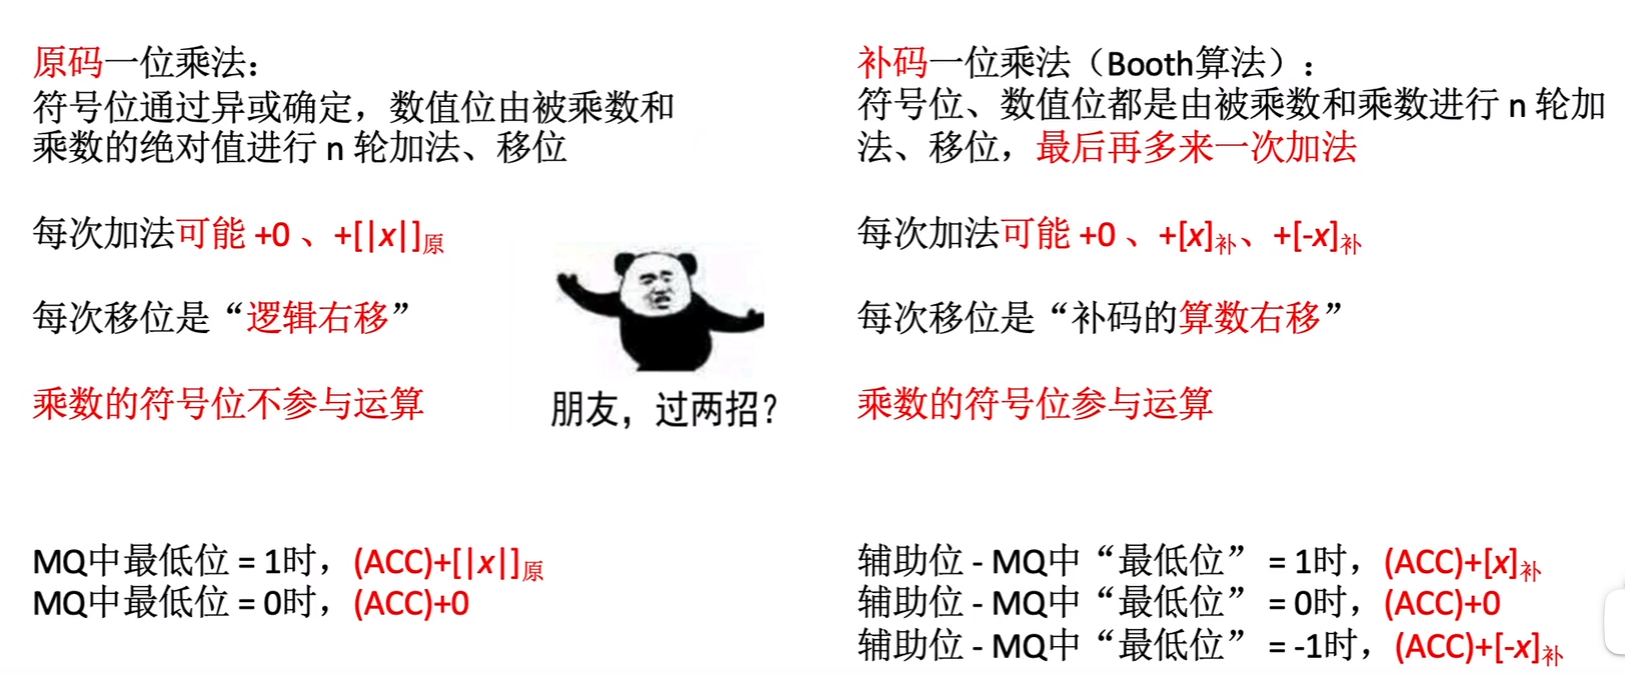 原码一位乘法：
符号位通过异或确定，数值位由被乘数和
乘数的绝对值进行 n 轮加法、移位
每次加法可能 +0 、+[|x|]原
每次移位是“逻辑右移”
乘数的符号位不参与运算
MQ中最低位 = 1时，(ACC)+[|x|]原
MQ中最低位 = 0时，(ACC)+0
朋友，过两招？
补码一位乘法（Booth算法）：
符号位、数值位都是由被乘数和乘数进行 n 轮加
法、移位，最后再多来一次加法
每次加法可能 +0 、+[x]补、+[-x]补
每次移位是“补码的算数右移”
乘数的符号位参与运算
辅助位 - MQ中“最低位” = 1时，(ACC)+[x]补
辅助位 - MQ中“最低位” = 0时，(ACC)+0
辅助位 - MQ中“最低位” = -1时，(ACC)+[-x]补